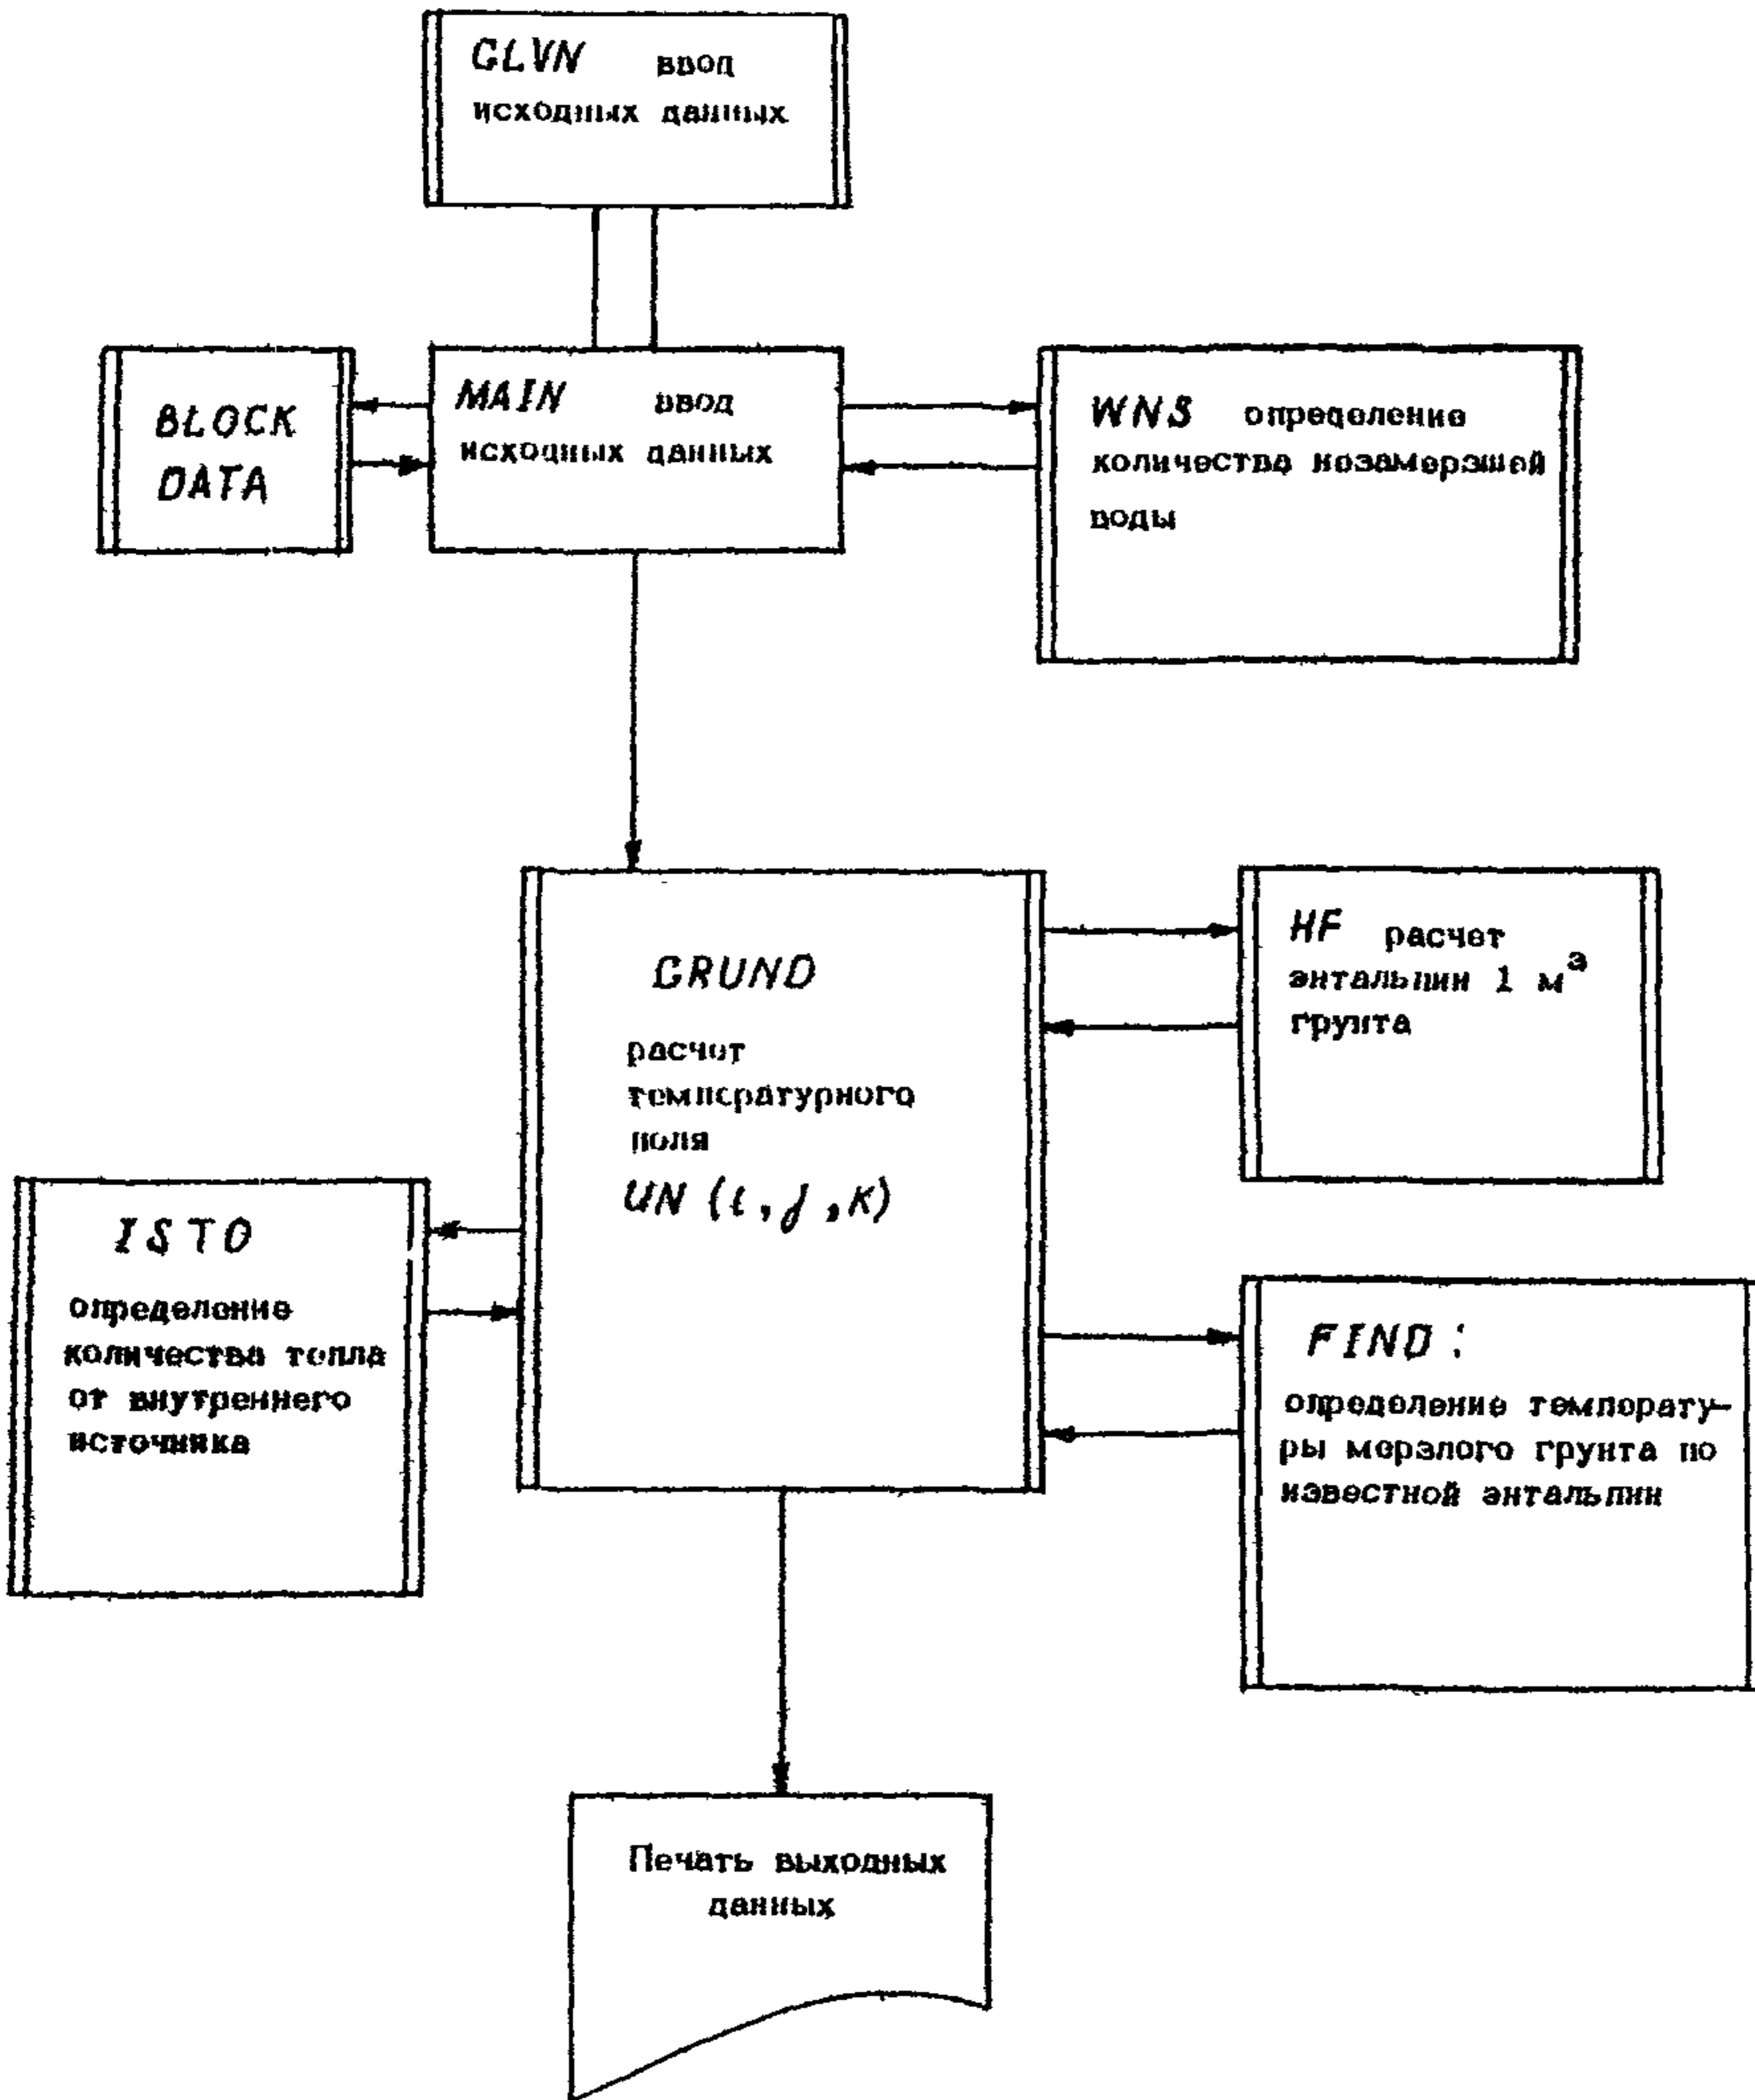 GLVN ввод
исходных данных
BLOCK
DATA
MAIN ввод
исходных данных
WNS определение
количества незамерзшей
воды
GRUND
расчет
температурного
поля
UN (i, j, K)
HF расчет
энтальпии 1 м³
грунта
ISTO
определение
количества тепла
от внутреннего
источника
FIND:
определение температу-
ры мерзлого грунта по
известной энтальпии
Печать выходных
данных